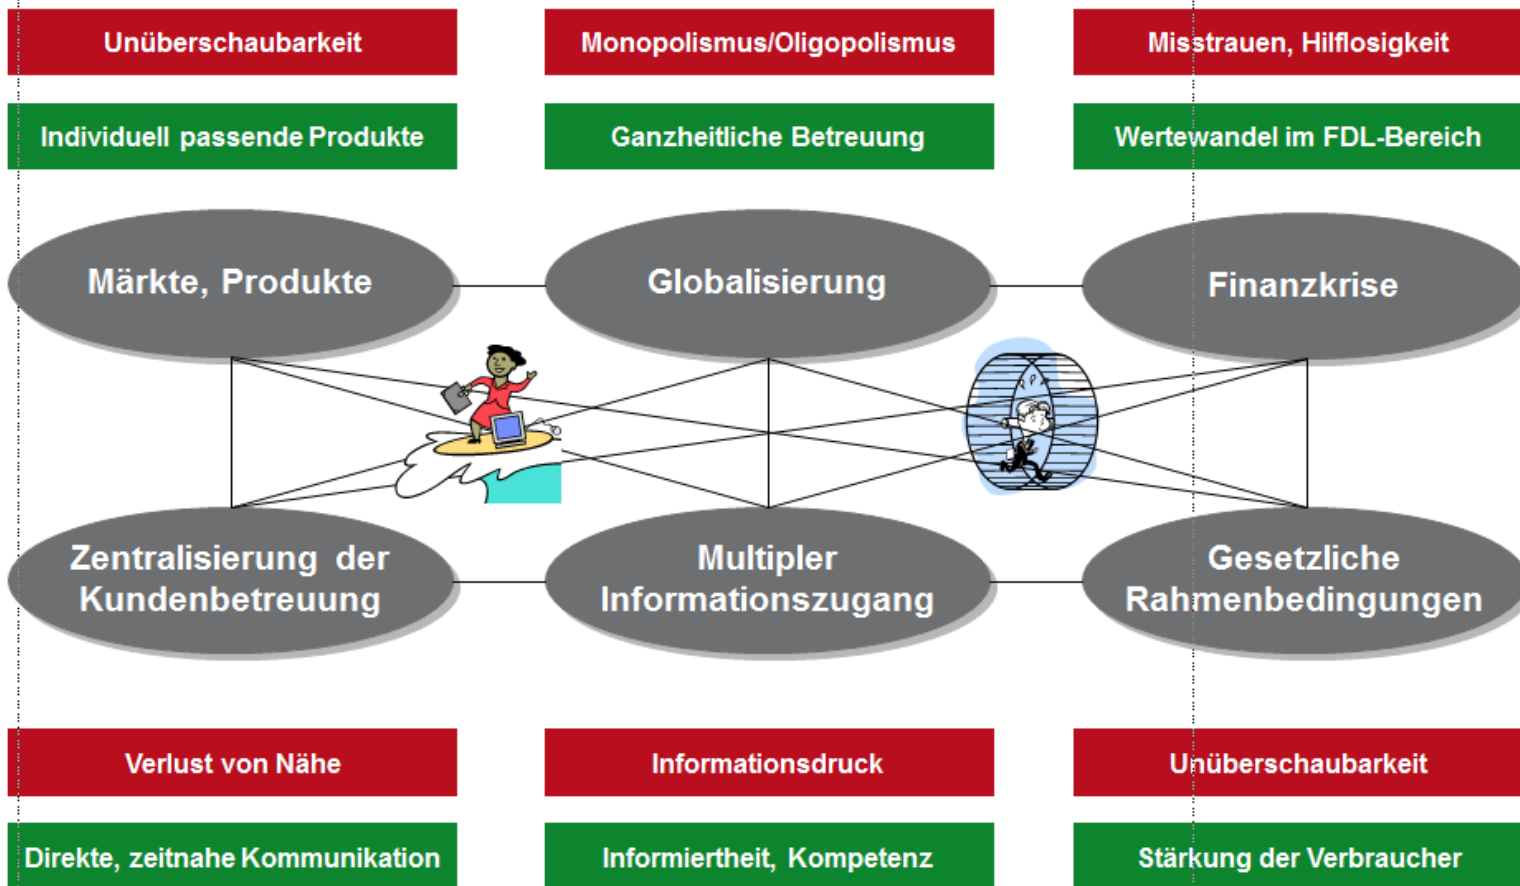 Unüberschaubarkeit
Monopolismus/Oligopolismus
Misstrauen, Hilflosigkeit
Individuell passende Produkte
Ganzheitliche Betreuung
Wertewandel im FDL-Bereich
Märkte, Produkte
Globalisierung
Finanzkrise
Zentralisierung der
Kundenbetreuung
Multipler
Informationszugang
Gesetzliche
Rahmenbedingungen
Verlust von Nähe
Informationsdruck
Unüberschaubarkeit
Direkte, zeitnahe Kommunikation
Informiertheit, Kompetenz
Stärkung der Verbraucher